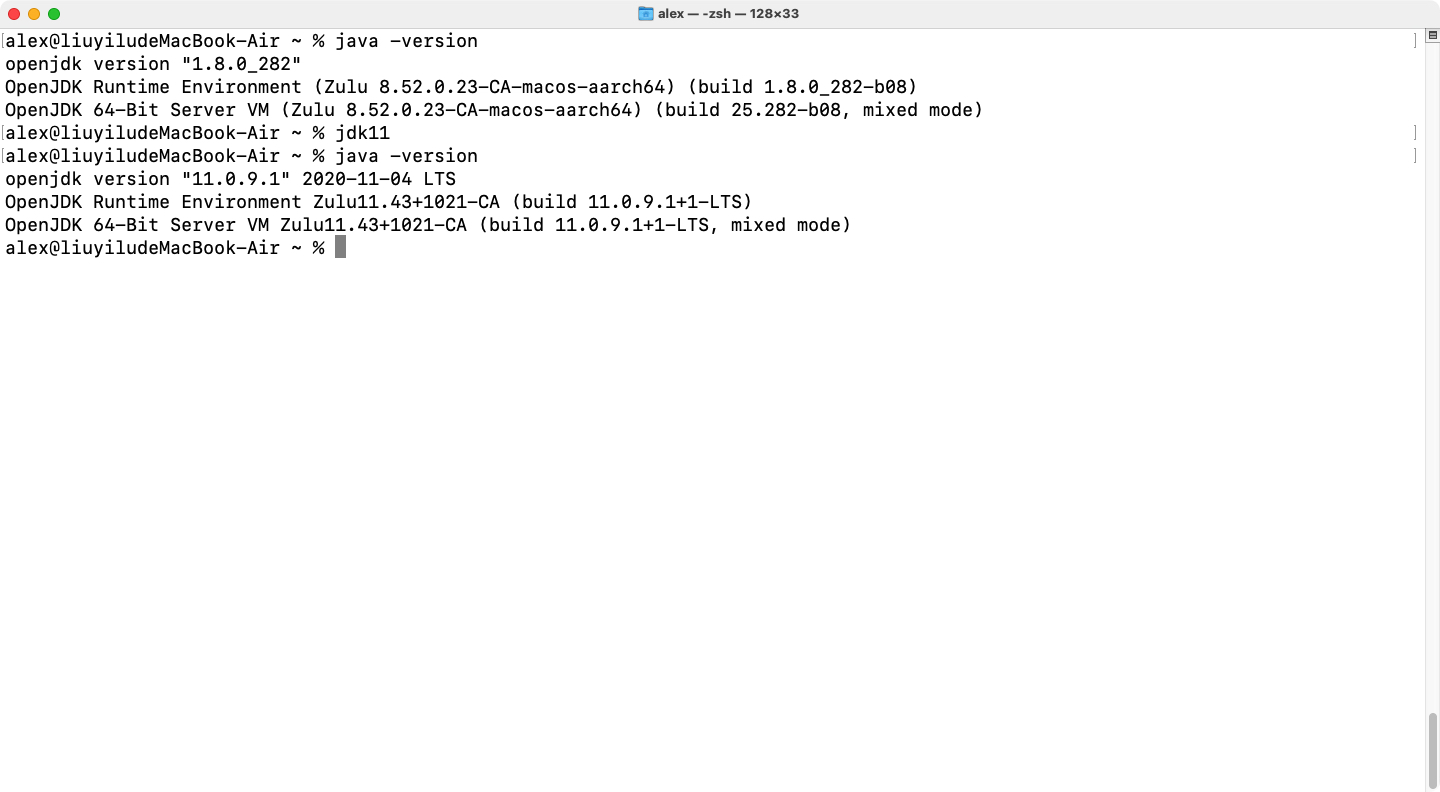 alex — -zsh — 128×33
[alex@liuyiludeMacBook-Air ~ % java -version ]
openjdk version "1.8.0_282"
OpenJDK Runtime Environment (Zulu 8.52.0.23-CA-macos-aarch64) (build 1.8.0_282-b08)
OpenJDK 64-Bit Server VM (Zulu 8.52.0.23-CA-macos-aarch64) (build 25.282-b08, mixed mode)
[alex@liuyiludeMacBook-Air ~ % jdk11 ]
[alex@liuyiludeMacBook-Air ~ % java -version ]
openjdk version "11.0.9.1" 2020-11-04 LTS
OpenJDK Runtime Environment Zulu11.43+1021-CA (build 11.0.9.1+1-LTS)
OpenJDK 64-Bit Server VM Zulu11.43+1021-CA (build 11.0.9.1+1-LTS, mixed mode)
alex@liuyiludeMacBook-Air ~ %